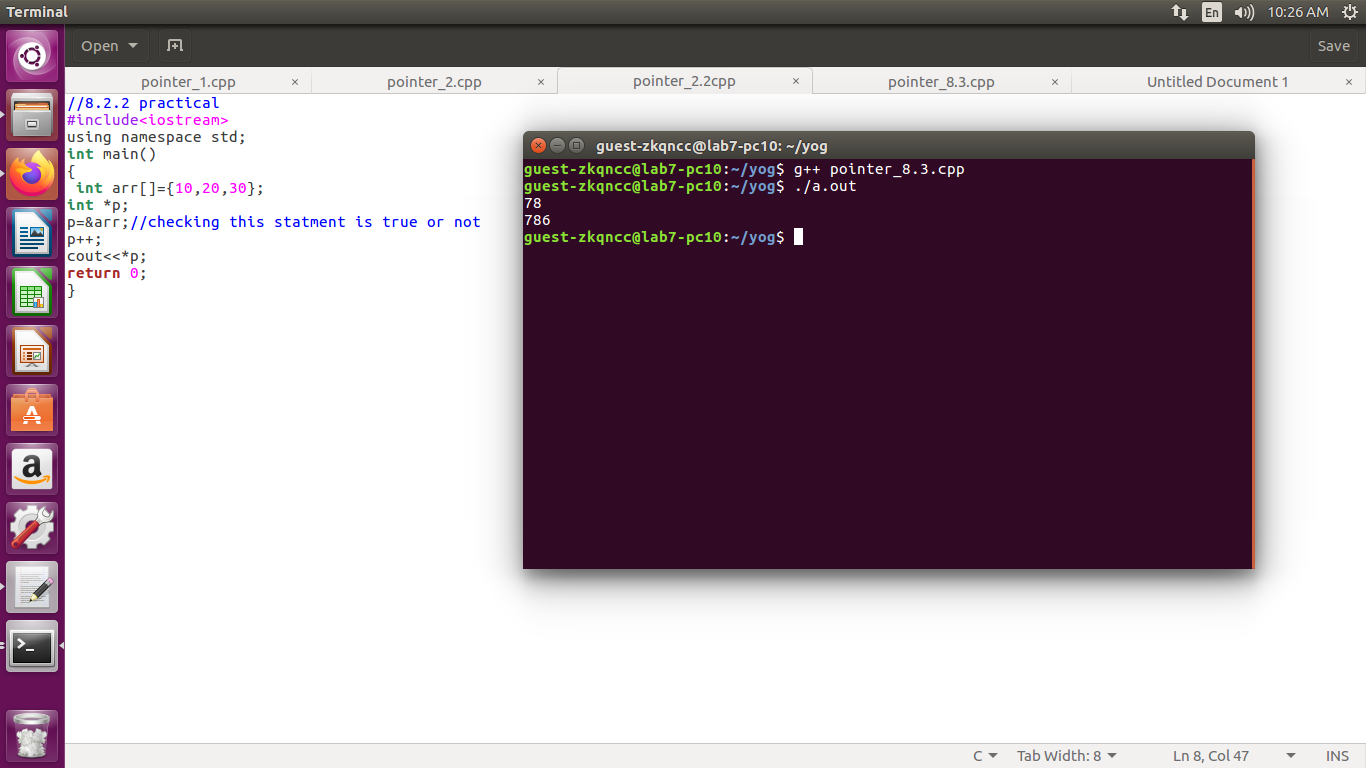 Terminal
En
10:26 AM
Open
Save
pointer_1.cpp ×
pointer_2.cpp ×
pointer_2.2cpp ×
pointer_8.3.cpp ×
Untitled Document 1 ×
//8.2.2 practical
#include<iostream>
using namespace std;
int main()
{
 int arr[]={10,20,30};
int *p;
p=&arr;//checking this statment is true or not
p++;
cout<<*p;
return 0;
}
guest-zkqncc@lab7-pc10: ~/yog
guest-zkqncc@lab7-pc10:~/yog$ g++ pointer_8.3.cpp
guest-zkqncc@lab7-pc10:~/yog$ ./a.out
78
786
guest-zkqncc@lab7-pc10:~/yog$
A
a
>_
C
Tab Width: 8
Ln 8, Col 47
INS